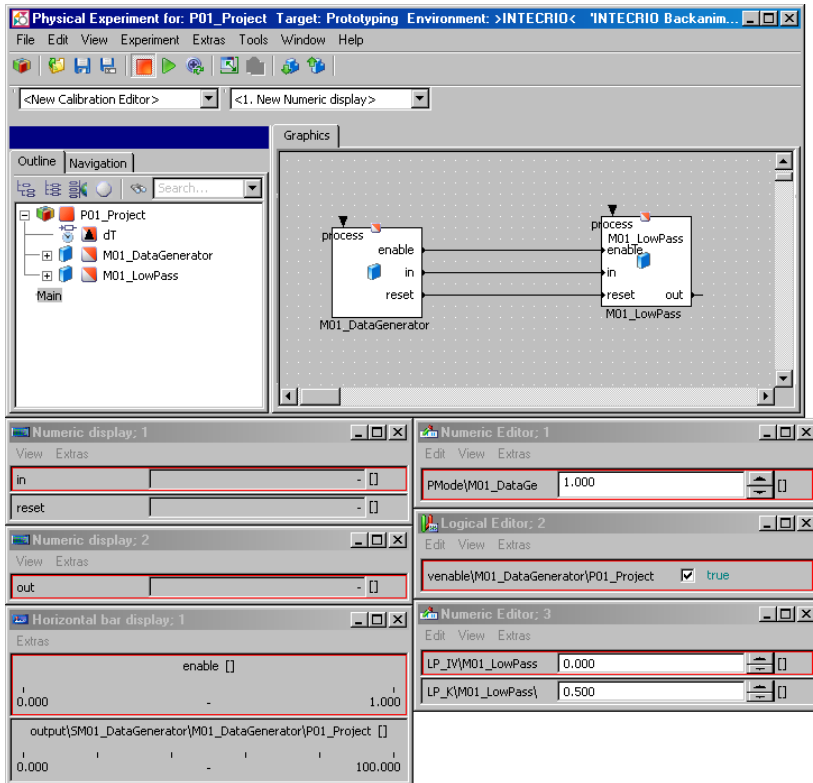 Physical Experiment for: P01_Project Target: Prototyping Environment: >INTECRIO< 'INTECRIO Backanim...
File Edit View Experiment Extras Tools Window Help
<New Calibration Editor> <1. New Numeric display>
Graphics
Outline Navigation
Search...
P01_Project
dT
M01_DataGenerator
M01_LowPass
Main
process
enable
in
reset
M01_DataGenerator
process
M01_LowPass
enable
in
reset out
M01_LowPass
Numeric display; 1
View Extras
in - []
reset - []
Numeric display; 2
View Extras
out - []
Horizontal bar display; 1
Extras
enable []
0.000 - 1.000
output\SM01_DataGenerator\M01_DataGenerator\P01_Project []
0.000 - 100.000
Numeric Editor; 1
Edit View Extras
PMode\M01_DataGe 1.000 []
Logical Editor; 2
Edit View Extras
venable\M01_DataGenerator\P01_Project true
Numeric Editor; 3
Edit View Extras
LP_IV\M01_LowPass 0.000 []
LP_K\M01_LowPass\ 0.500 []